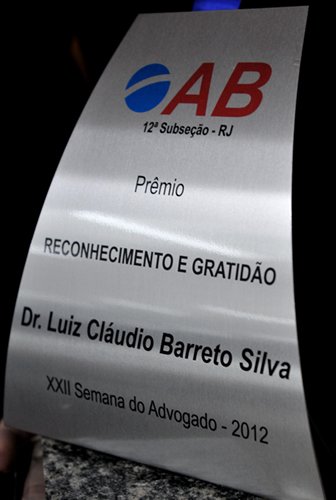 OAB
12ª Subseção - RJ
Prêmio
RECONHECIMENTO E GRATIDÃO
Dr. Luiz Cláudio Barreto Silva
XXII Semana do Advogado - 2012